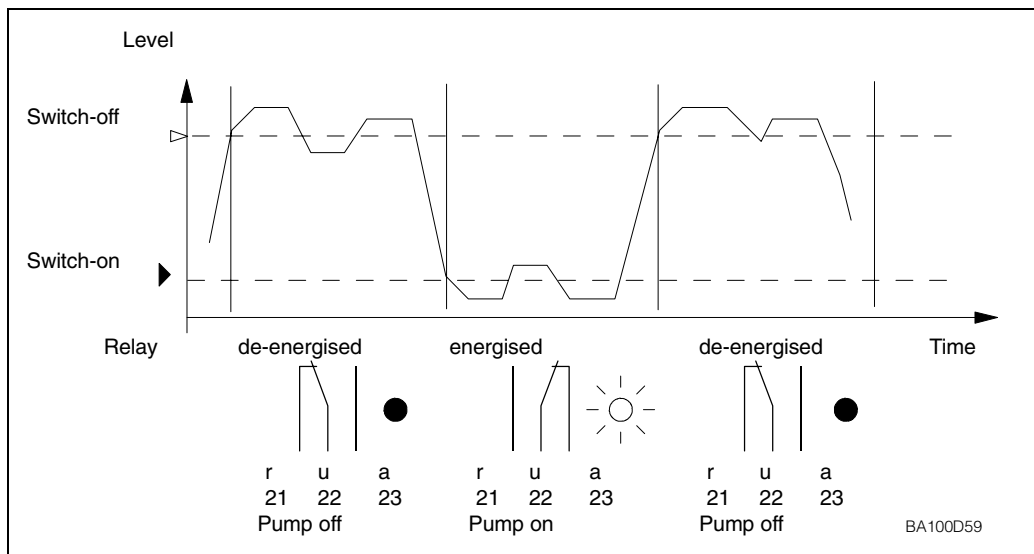 Level
Switch-off
Switch-on
Relay de-energised energised de-energised Time
r u a r u a r u a
21 22 23 21 22 23 21 22 23
Pump off Pump on Pump off
BA100D59